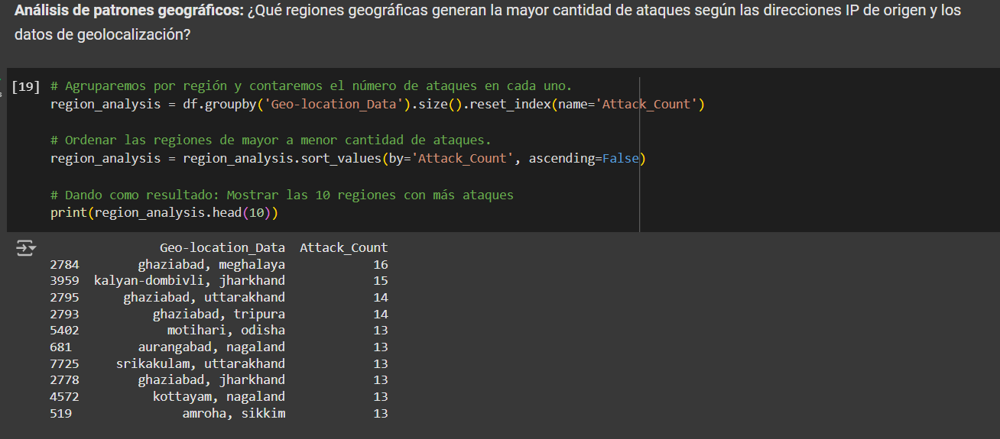 Análisis de patrones geográficos: ¿Qué regiones geográficas generan la mayor cantidad de ataques según las direcciones IP de origen y los
datos de geolocalización?
[19] # Agruparemos por región y contaremos el número de ataques en cada uno.
region_analysis = df.groupby('Geo-location_Data').size().reset_index(name='Attack_Count')
# Ordenar las regiones de mayor a menor cantidad de ataques.
region_analysis = region_analysis.sort_values(by='Attack_Count', ascending=False)
# Dando como resultado: Mostrar las 10 regiones con más ataques
print(region_analysis.head(10))
Geo-location_Data Attack_Count
2784 ghaziabad, meghalaya 16
3959 kalyan-dombivli, jharkhand 15
2795 ghaziabad, uttarakhand 14
2793 ghaziabad, tripura 14
5402 motihari, odisha 13
681 aurangabad, nagaland 13
7725 srikakulam, uttarakhand 13
2778 ghaziabad, jharkhand 13
4572 kottayam, nagaland 13
519 amroha, sikkim 13